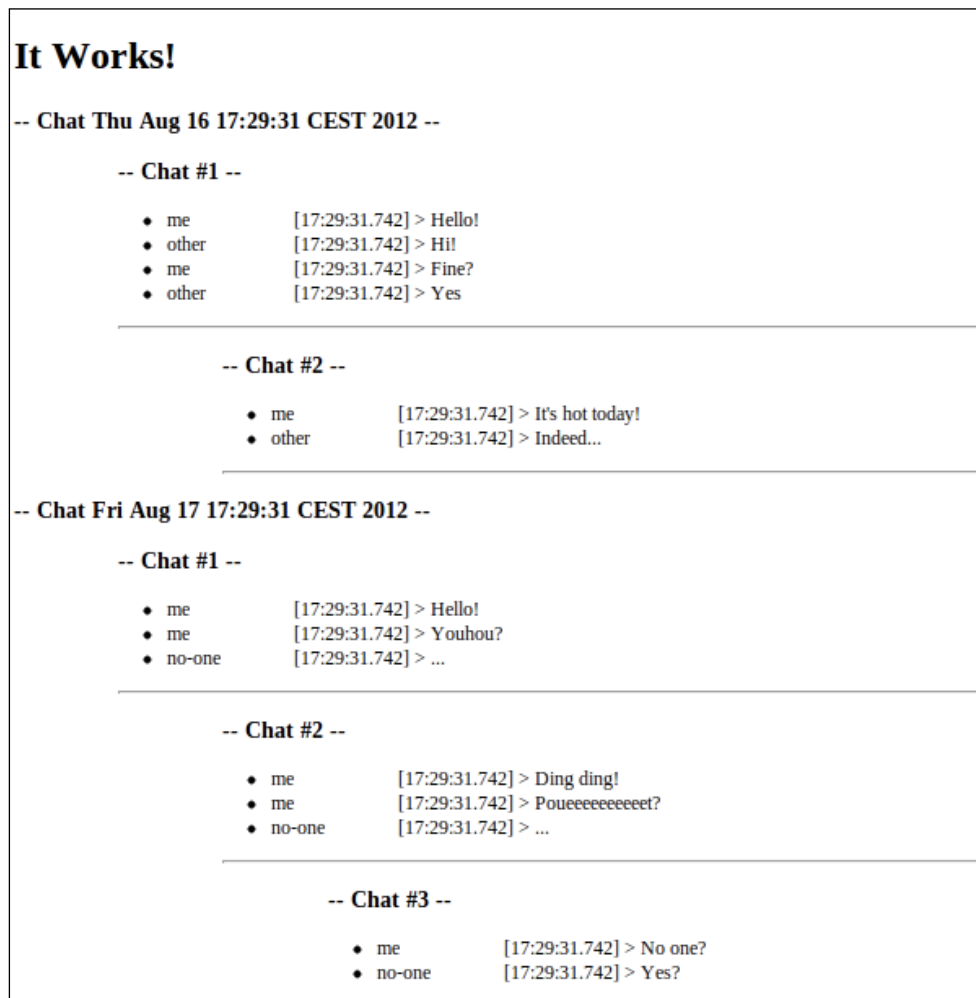 It Works!
-- Chat Thu Aug 16 17:29:31 CEST 2012 --
-- Chat #1 --
me [17:29:31.742] > Hello!
other [17:29:31.742] > Hi!
me [17:29:31.742] > Fine?
other [17:29:31.742] > Yes
-- Chat #2 --
me [17:29:31.742] > It's hot today!
other [17:29:31.742] > Indeed...
-- Chat Fri Aug 17 17:29:31 CEST 2012 --
-- Chat #1 --
me [17:29:31.742] > Hello!
me [17:29:31.742] > Youhou?
no-one [17:29:31.742] > ...
-- Chat #2 --
me [17:29:31.742] > Ding ding!
me [17:29:31.742] > Poueeeeeeeeeet?
no-one [17:29:31.742] > ...
-- Chat #3 --
me [17:29:31.742] > No one?
no-one [17:29:31.742] > Yes?